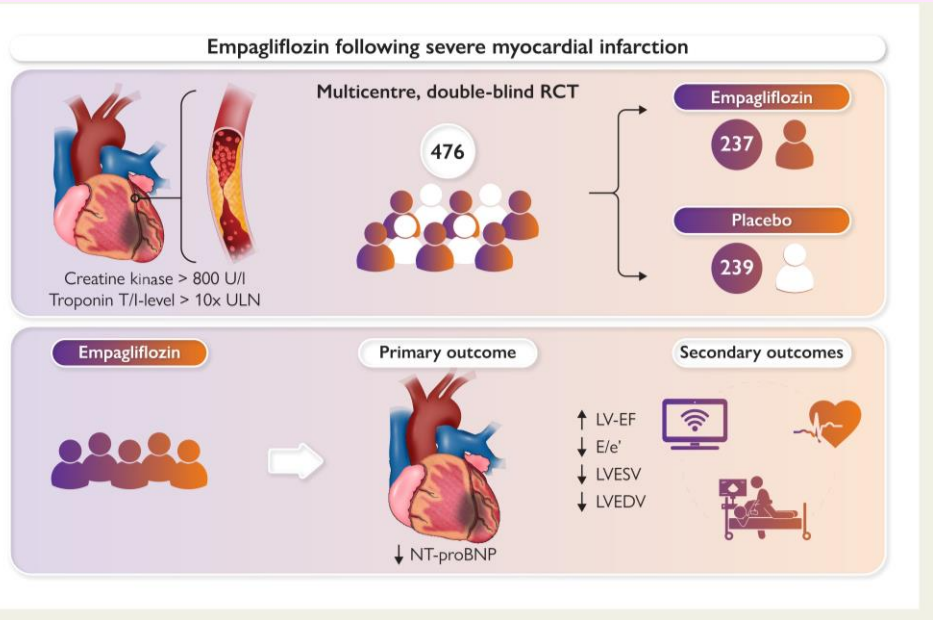 Empagliflozin following severe myocardial infarction
Multicentre, double-blind RCT
476
Creatine kinase > 800 U/l
Troponin T/I-level > 10x ULN
Empagliflozin
237
Placebo
239
Empagliflozin
Primary outcome
↓ NT-proBNP
Secondary outcomes
↑ LV-EF
↓ E/e’
↓ LVESV
↓ LVEDV